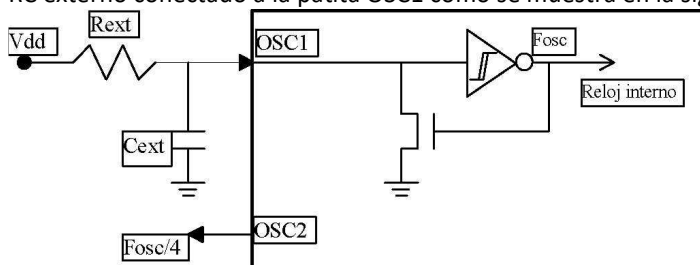 RC externo conectado a la patita OSC1 como se muestra en la sig
Rext
Vdd
OSC1
Fosc
Reloj interno
Cext
OSC2
Fosc/4